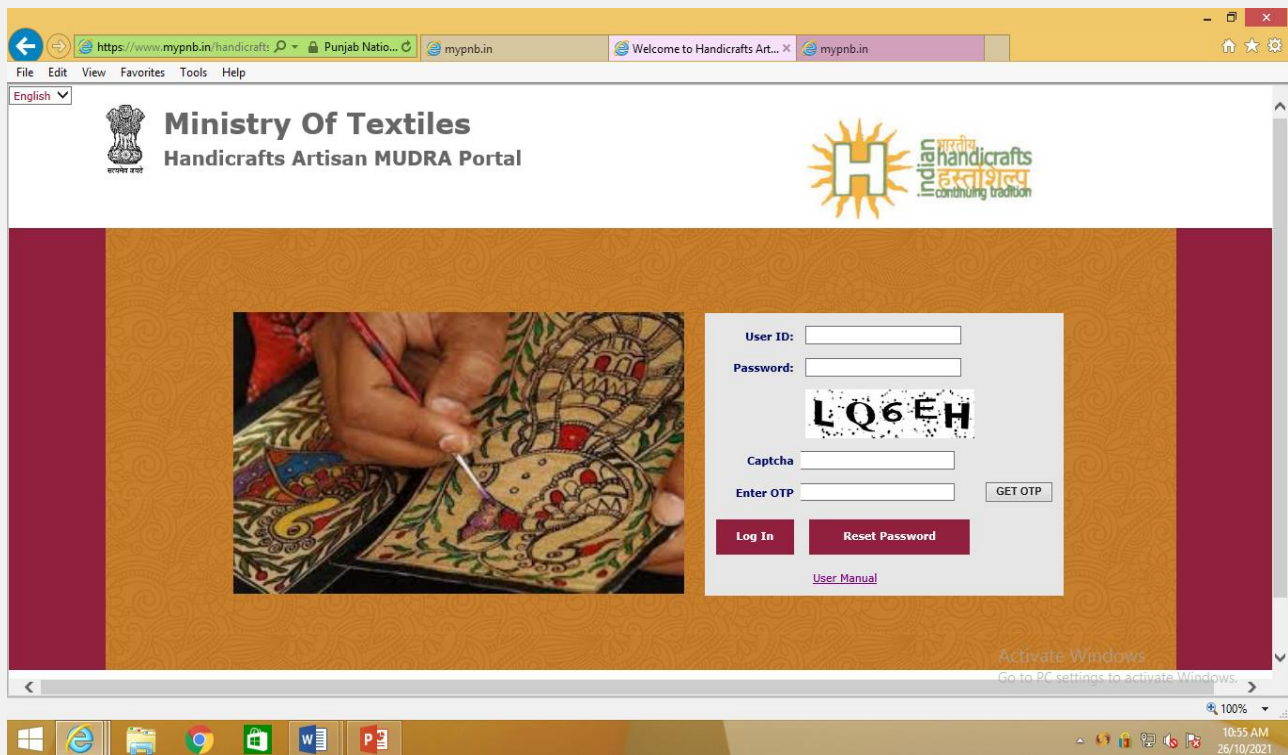 https://www.mypnb.in/handicrafts
Punjab Natio...
mypnb.in
Welcome to Handicrafts Art...
mypnb.in
File Edit View Favorites Tools Help
English
Ministry Of Textiles
Handicrafts Artisan MUDRA Portal
सत्यमेव जयते
H
indian
भारतीय
handicrafts
हस्तशिल्प
continuing tradition
User ID:
Password:
LQ6EH
Captcha
Enter OTP
GET OTP
Log In
Reset Password
User Manual
Activate Windows
Go to PC settings to activate Windows.
100%
10:55 AM
26/10/2021